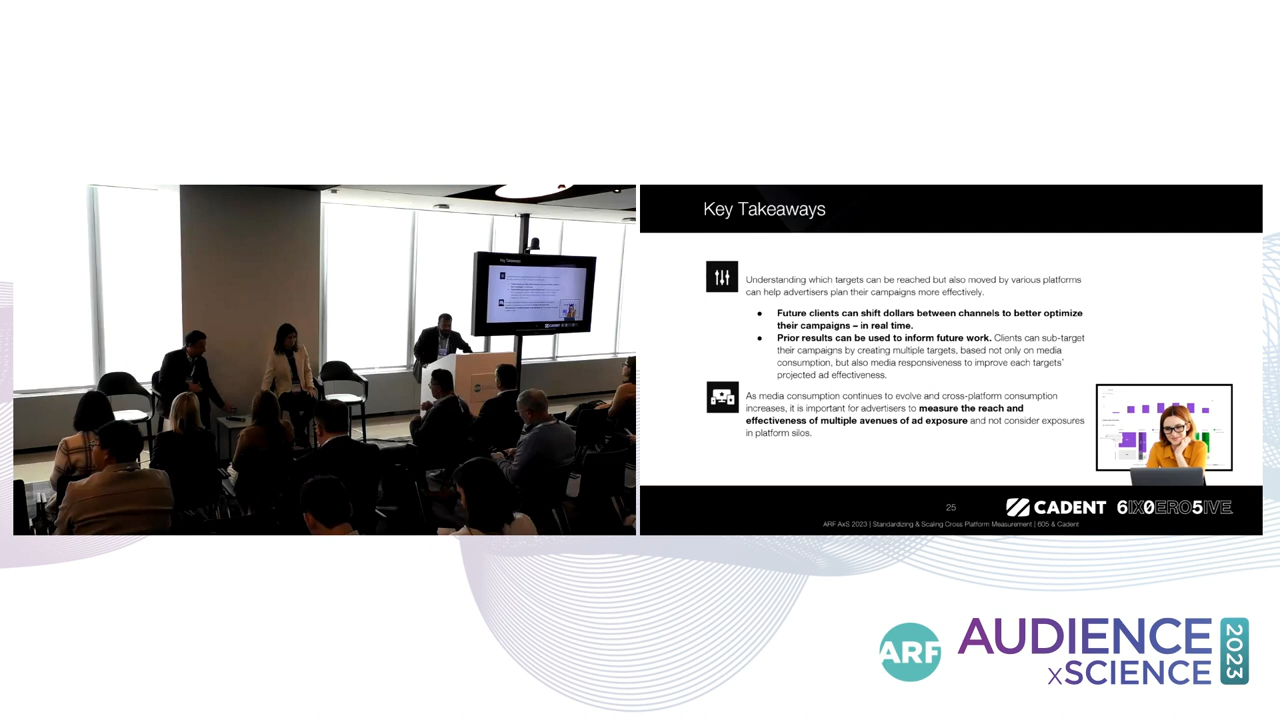 Key Takeaways
Understanding which targets can be reached but also moved by various platforms
can help advertisers plan their campaigns more effectively.
● Future clients can shift dollars between channels to better optimize
their campaigns – in real time.
● Prior results can be used to inform future work. Clients can sub-target
their campaigns by creating multiple targets, based not only on media
consumption, but also media responsiveness to improve each targets'
projected ad effectiveness.
As media consumption continues to evolve and cross-platform consumption
increases, it is important for advertisers to measure the reach and
effectiveness of multiple avenues of ad exposure and not consider exposures
in platform silos.
25
CADENT
6IX0ERO5IVE
ARF AxS 2023 | Standardizing & Scaling Cross Platform Measurement | 605 & Cadent
Key Takeaways
CADENT
ARF
ARF
AUDIENCE
xSCIENCE
2023